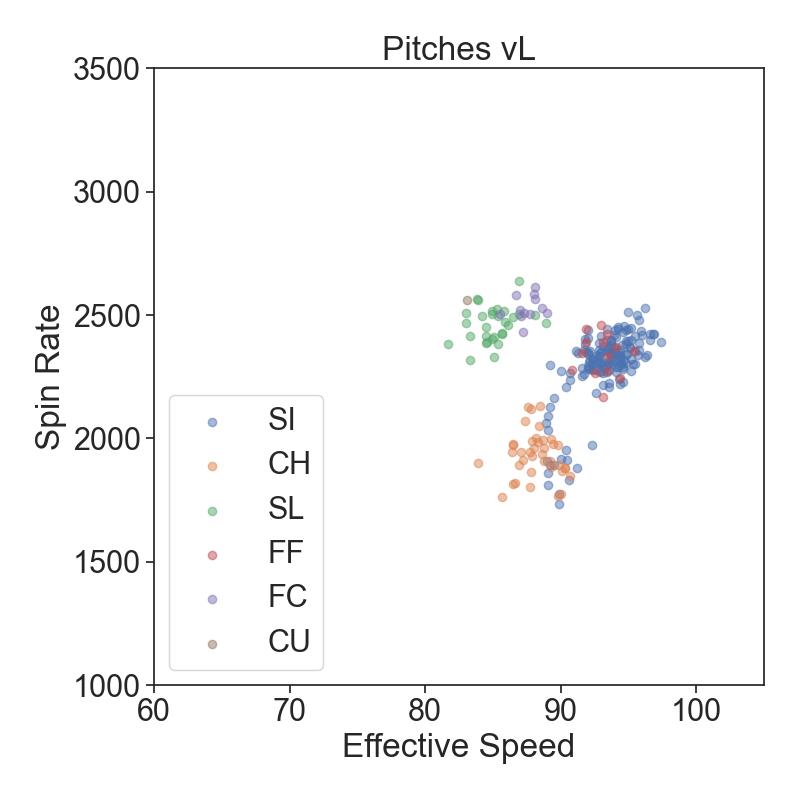 Pitches vL
3500
3000
2500
2000
1500
1000
Spin Rate
SI
CH
SL
FF
FC
CU
60 70 80 90 100
Effective Speed